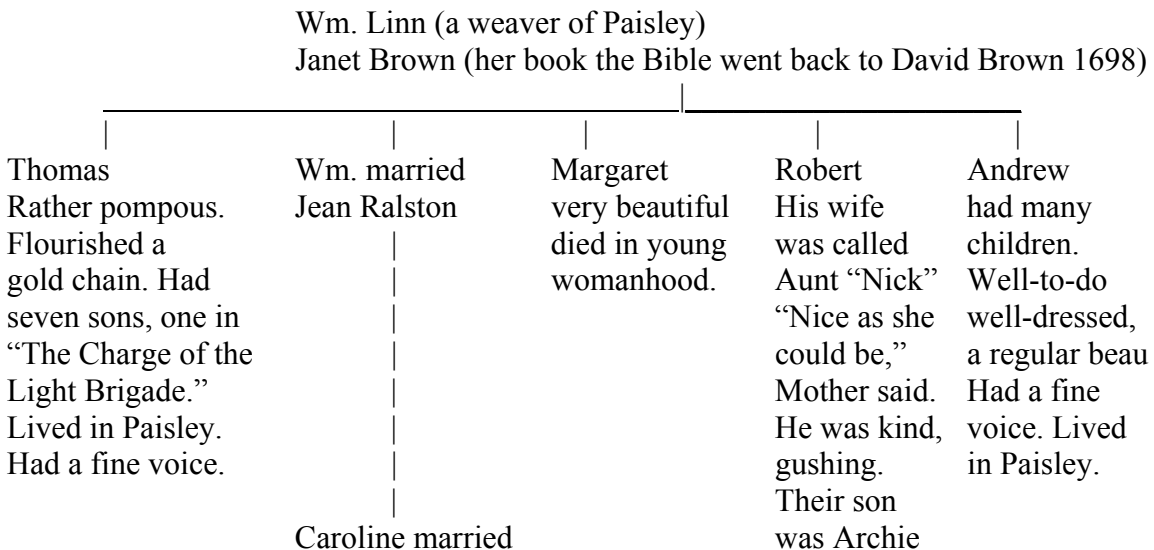 Wm. Linn (a weaver of Paisley)
Janet Brown (her book the Bible went back to David Brown 1698)
Thomas
Rather pompous.
Flourished a
gold chain. Had
seven sons, one in
“The Charge of the
Light Brigade.”
Lived in Paisley.
Had a fine voice.
Wm. married
Jean Ralston
Caroline married
Margaret
very beautiful
died in young
womanhood.
Robert
His wife
was called
Aunt “Nick”
“Nice as she
could be,”
Mother said.
He was kind,
gushing.
Their son
was Archie
Andrew
had many
children.
Well-to-do
well-dressed,
a regular beau
Had a fine
voice. Lived
in Paisley.